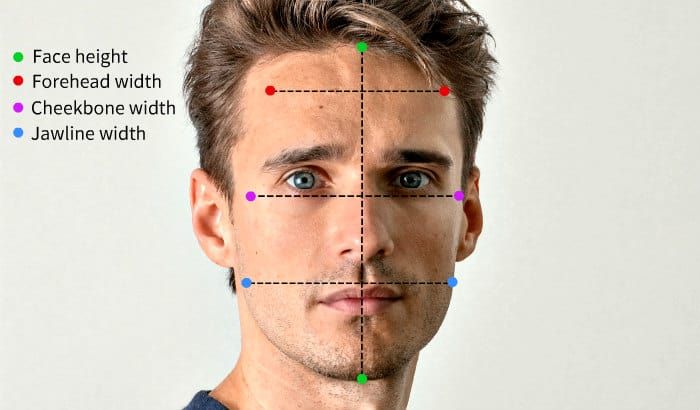 Face height
Forehead width
Cheekbone width
Jawline width